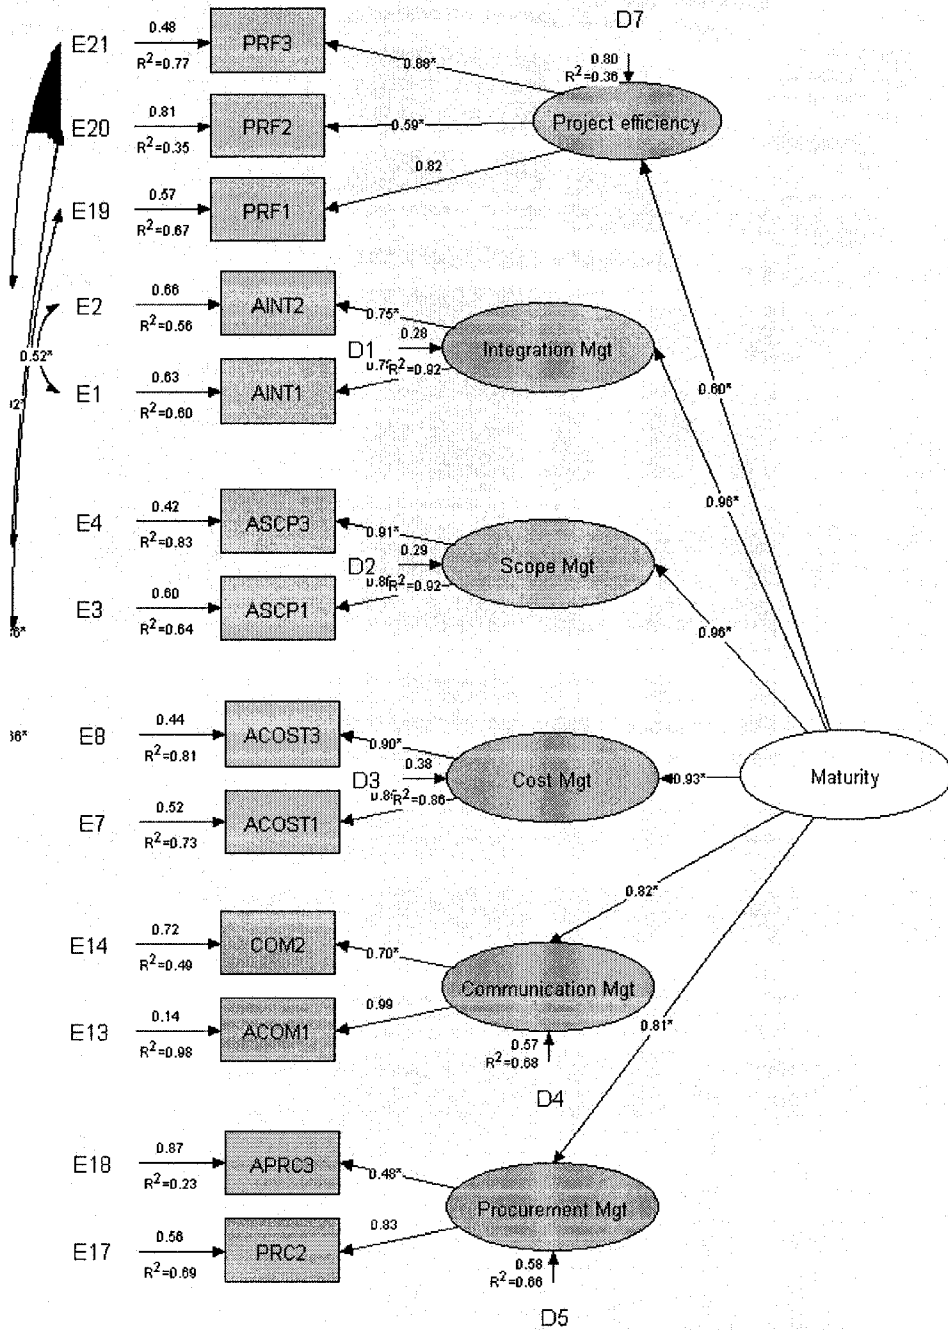 D7
E21
0.48
R²=0.77
PRF3
0.88*
0.80
R²=0.36
Project efficiency
E20
0.81
R²=0.35
PRF2
0.59*
E19
0.57
R²=0.67
PRF1
0.82
E2
0.66
R²=0.56
AINT2
0.75*
D1
0.28
R²=0.92
Integration Mgt
0.52*
E1
0.63
R²=0.60
AINT1
0.60*
0.96*
E4
0.42
R²=0.83
ASCP3
0.91*
D2
0.29
R²=0.92
Scope Mgt
E3
0.60
R²=0.64
ASCP1
0.96*
E8
0.44
R²=0.81
ACOST3
0.90*
D3
0.38
R²=0.86
Cost Mgt
0.93*
Maturity
E7
0.52
R²=0.73
ACOST1
0.82*
E14
0.72
R²=0.49
COM2
0.70*
Communication Mgt
E13
0.14
R²=0.98
ACOM1
0.99
0.81*
0.57
R²=0.68
D4
E18
0.87
R²=0.23
APRC3
0.48*
Procurement Mgt
E17
0.56
R²=0.69
PRC2
0.83
0.58
R²=0.66
D5